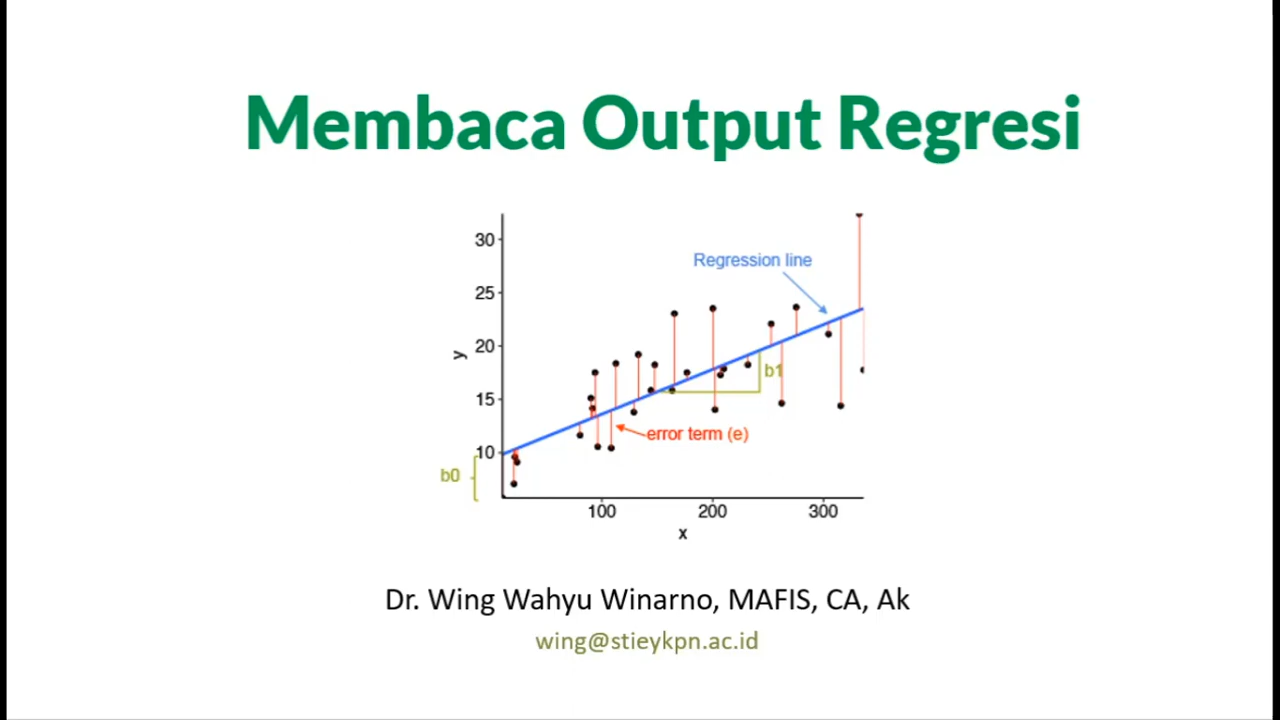 Membaca Output Regresi
30
Regression line
25
y
20
b1
15
error term (e)
10
b0
100 200 300
x
Dr. Wing Wahyu Winarno, MAFIS, CA, Ak
wing@stieykpn.ac.id